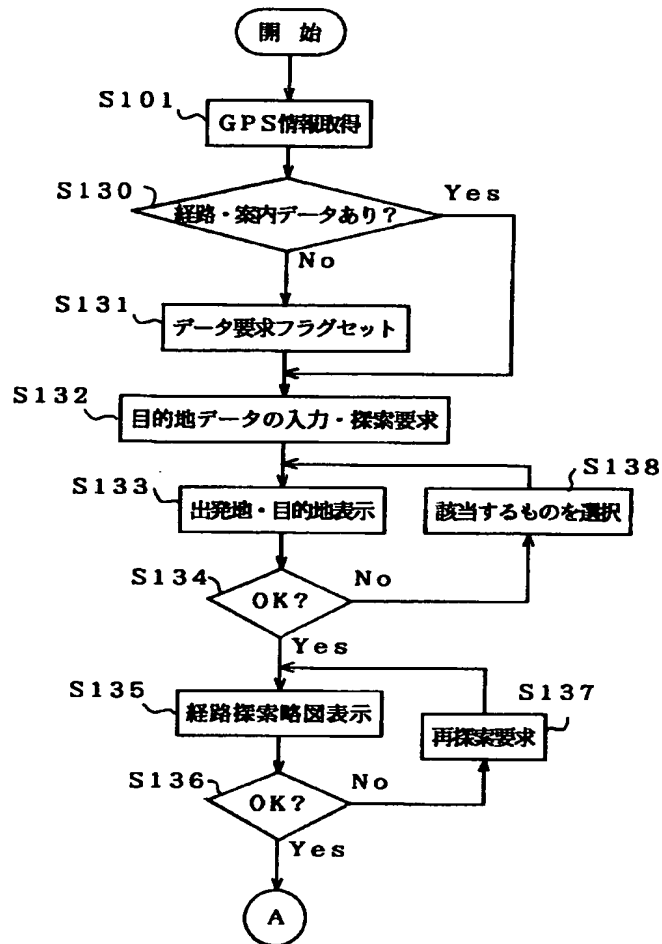 開始
S101
GPS情報取得
S130
経路・案内データあり?
Yes
No
S131
データ要求フラグセット
S132
目的地データの入力・探索要求
S133
出発地・目的地表示
S138
該当するものを選択
S134
OK?
No
Yes
S135
経路探索略図表示
S137
再探索要求
S136
OK?
No
Yes
A